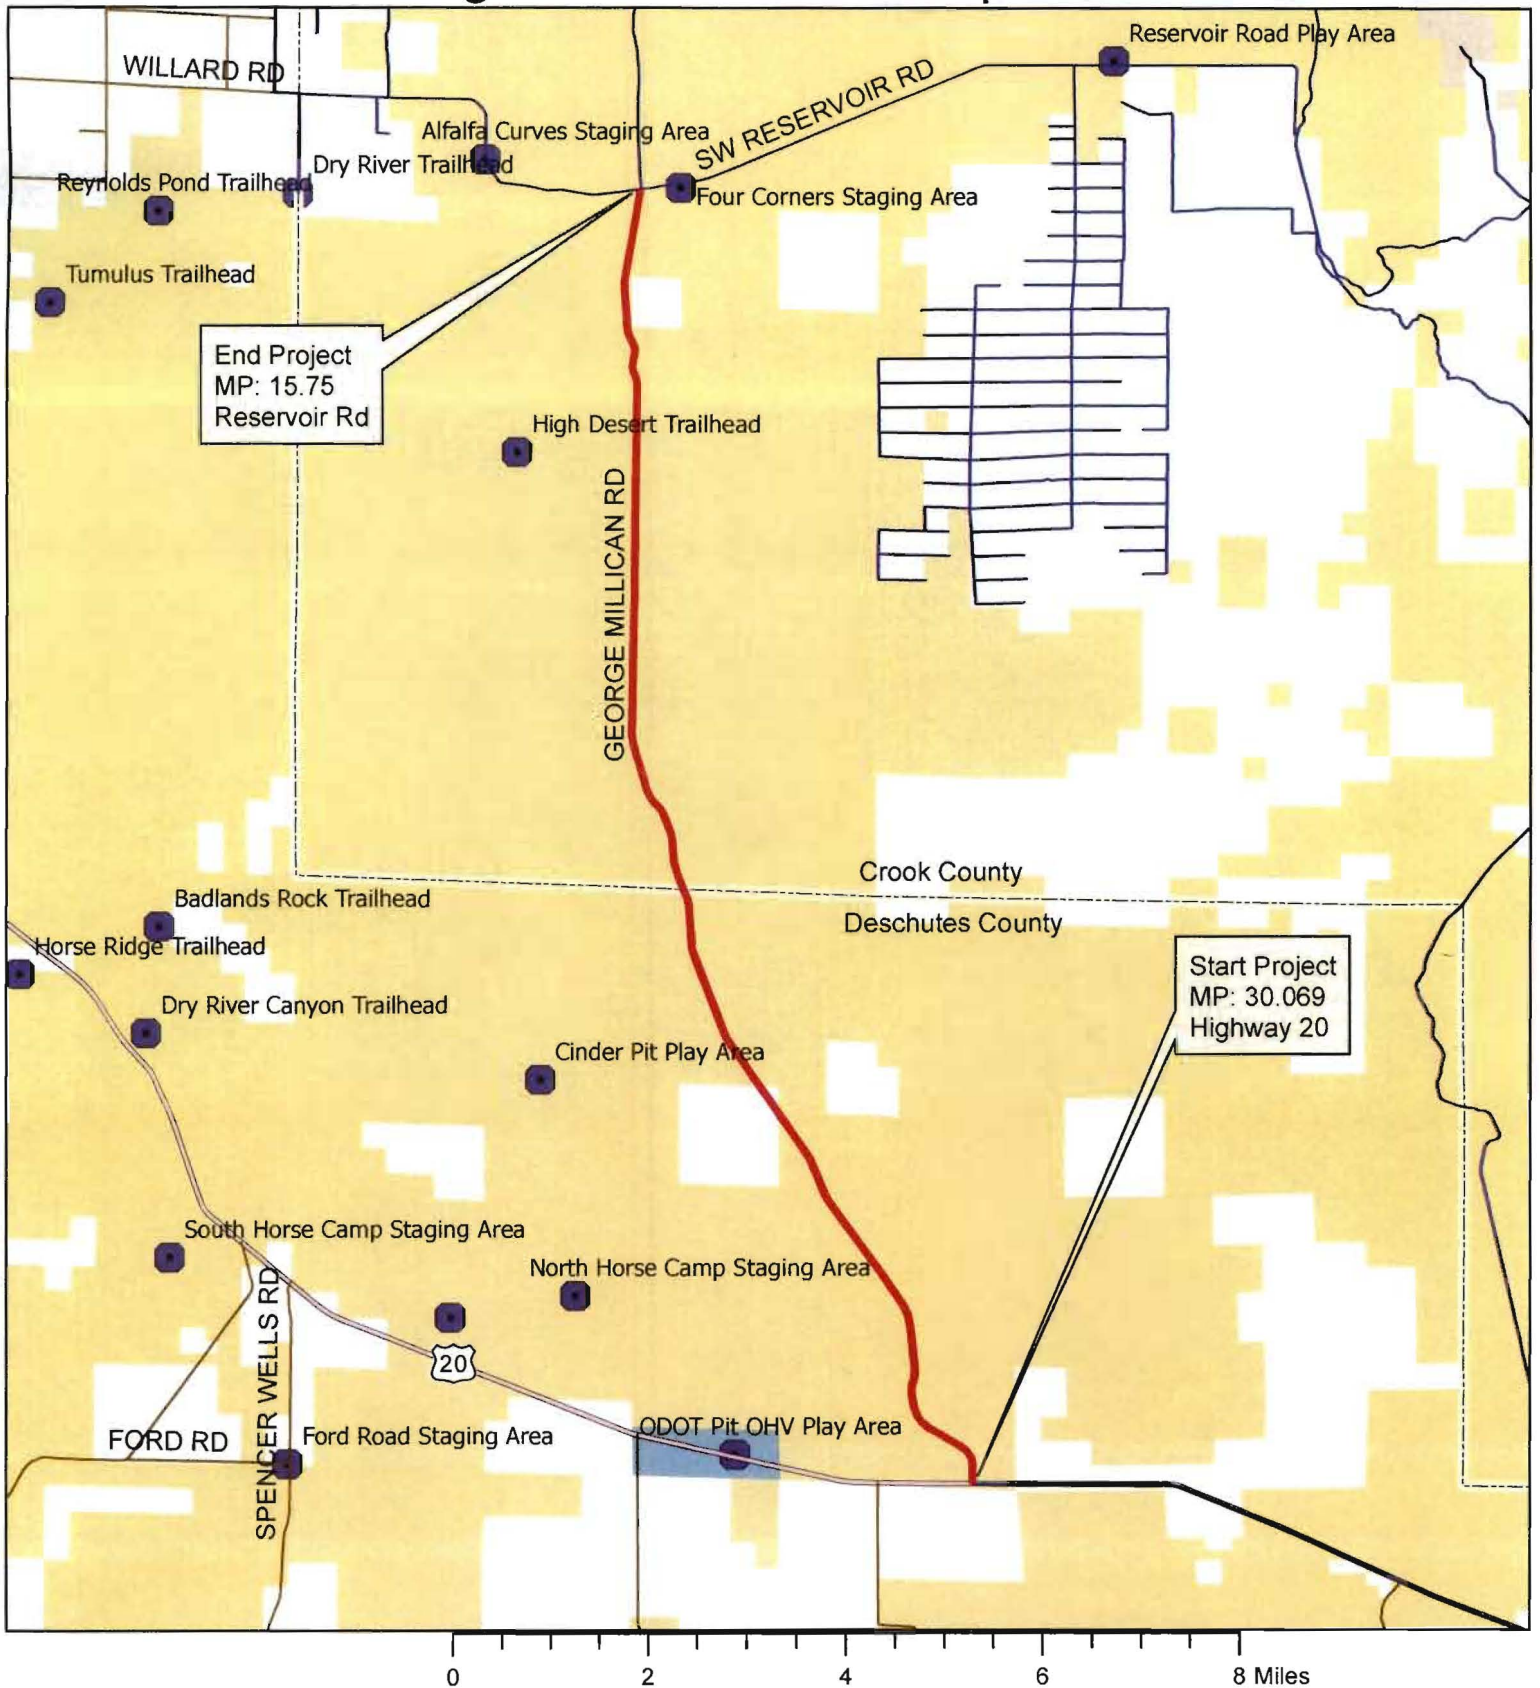 Reservoir Road Play Area
WILLARD RD
SW RESERVOIR RD
Alfalfa Curves Staging Area
Dry River Trailhead
Reynolds Pond Trailhead
Four Corners Staging Area
Tumulus Trailhead
End Project
MP: 15.75
Reservoir Rd
High Desert Trailhead
GEORGE MILLICAN RD
Crook County
Deschutes County
Badlands Rock Trailhead
Horse Ridge Trailhead
Start Project
MP: 30.069
Highway 20
Dry River Canyon Trailhead
Cinder Pit Play Area
South Horse Camp Staging Area
North Horse Camp Staging Area
SPENCER WELLS RD
20
ODOT Pit OHV Play Area
FORD RD
Ford Road Staging Area
0 2 4 6 8 Miles